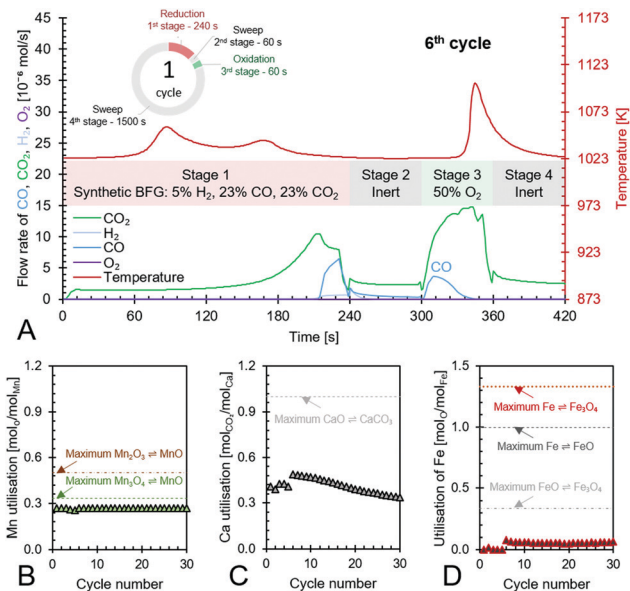 Reduction
1st stage - 240 s
Sweep
2nd stage - 60 s
Oxidation
3rd stage - 60 s
1
cycle
Sweep
4th stage - 1500 s
6th cycle
45
40
35
30
25
20
15
10
5
0
Flow rate of CO, CO₂, H₂, O₂ [10⁻⁶ mol/s]
1173
1123
1073
1023
973
923
873
Temperature [K]
Stage 1
Synthetic BFG: 5% H₂, 23% CO, 23% CO₂
Stage 2
Inert
Stage 3
50% O₂
Stage 4
Inert
CO₂
H₂
CO
O₂
Temperature
CO
0 60 120 180 240 300 360 420
Time [s]
A
1.2
0.9
0.6
0.3
0.0
Mn utilisation [molO/molMn]
Maximum Mn₂O₃ ⇌ MnO
Maximum Mn₃O₄ ⇌ MnO
0 10 20 30
Cycle number
B
1.2
0.9
0.6
0.3
0.0
Ca utilisation [molCO₂/molCa]
Maximum CaO ⇌ CaCO₃
0 10 20 30
Cycle number
C
1.5
1.0
0.5
0.0
Utilisation of Fe [molO/molFe]
Maximum Fe ⇌ Fe₃O₄
Maximum Fe ⇌ FeO
Maximum FeO ⇌ Fe₃O₄
0 10 20 30
Cycle number
D